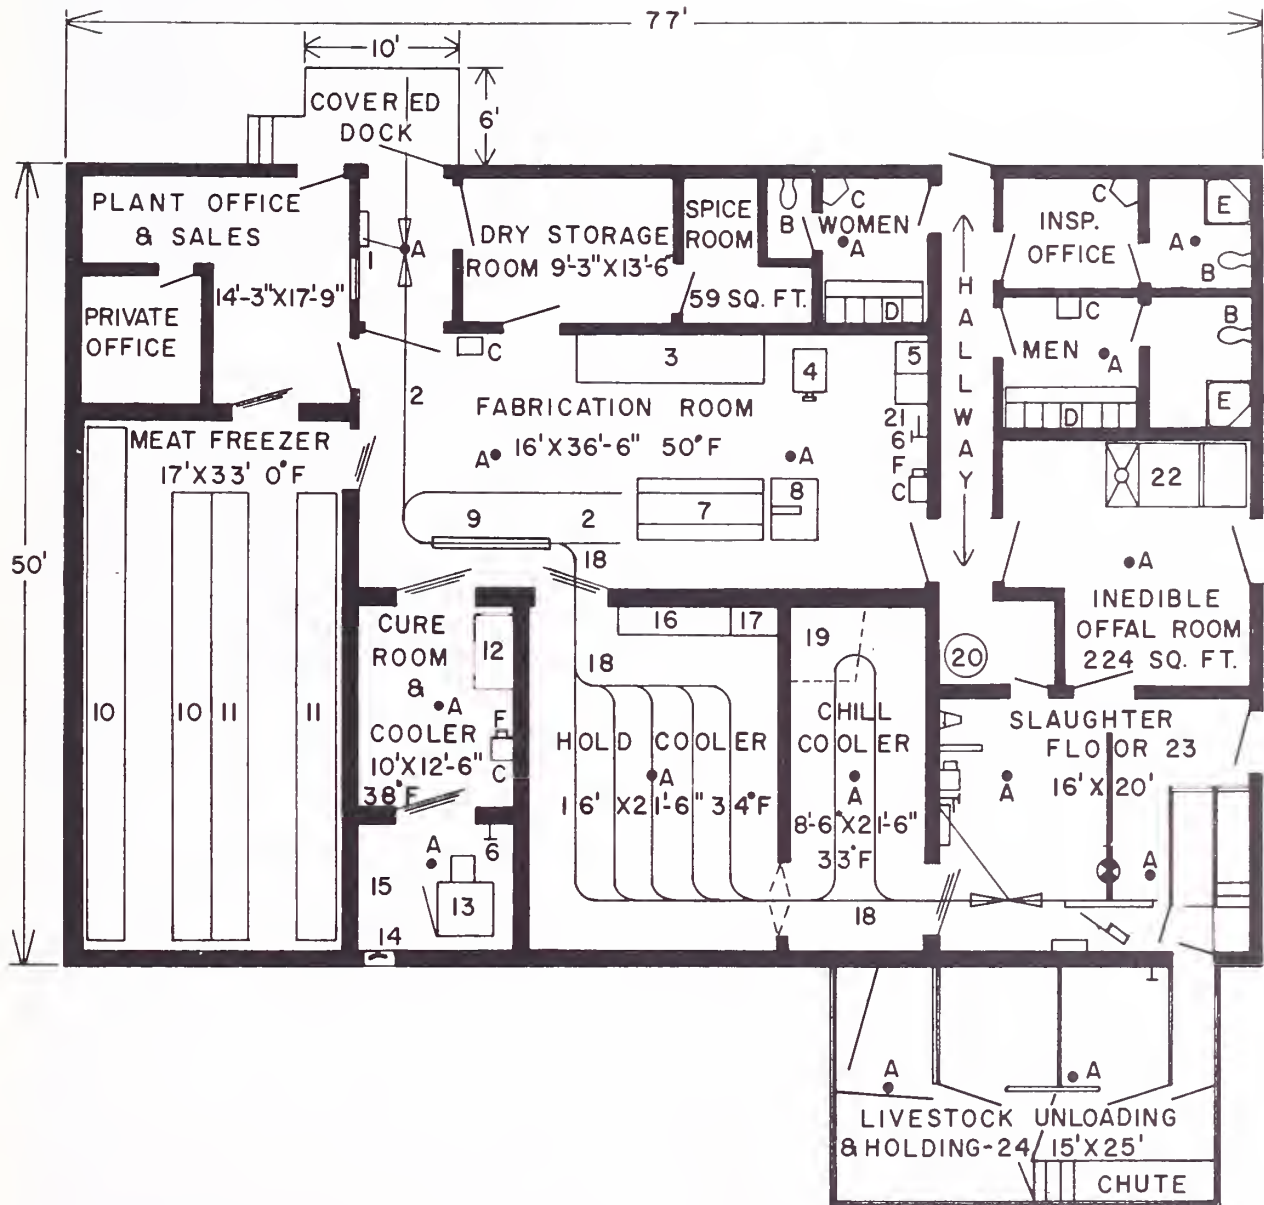 77'
10'
COVERED
DOCK
6'
PLANT OFFICE
& SALES
14'-3"X17'-9"
PRIVATE
OFFICE
1
A
DRY STORAGE
ROOM 9'-3"X13'-6"
SPICE
ROOM
59 SQ. FT.
B
C
WOMEN
A
D
HALLWAY
INSP.
OFFICE
C
E
A
B
C
MEN
A
D
B
E
C
3
4
5
2
FABRICATION ROOM
16'X36'-6" 50°F
A
A
21
6
F
C
7
8
9
2
18
22
A
INEDIBLE
OFFAL ROOM
224 SQ. FT.
50'
MEAT FREEZER
17'X33' 0°F
10
10
11
11
CURE
ROOM
&
COOLER
10'X12'-6"
38°F
12
A
F
C
6
A
15
13
14
16
17
18
HOLD COOLER
A
16'X21'-6" 34°F
19
CHILL
COOLER
A
8'-6"X21'-6"
33°F
18
20
SLAUGHTER
FLOOR 23
16'X20'
A
A
A
A
LIVESTOCK UNLOADING
& HOLDING-24 15'X25'
CHUTE